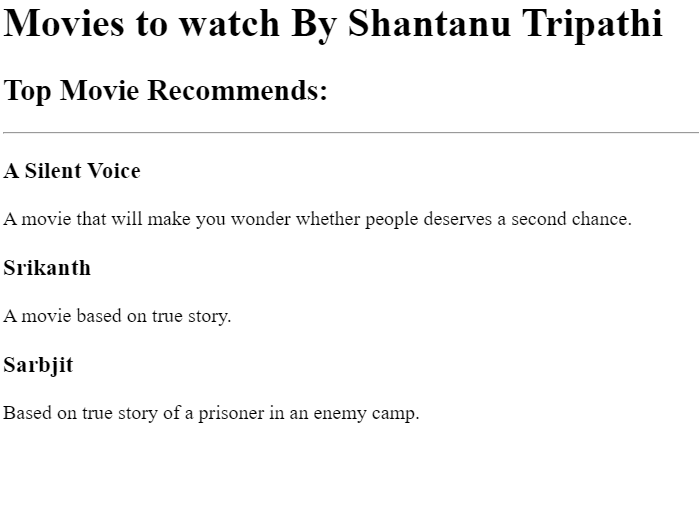 Movies to watch By Shantanu Tripathi
Top Movie Recommends:
A Silent Voice
A movie that will make you wonder whether people deserves a second chance.
Srikanth
A movie based on true story.
Sarbjit
Based on true story of a prisoner in an enemy camp.